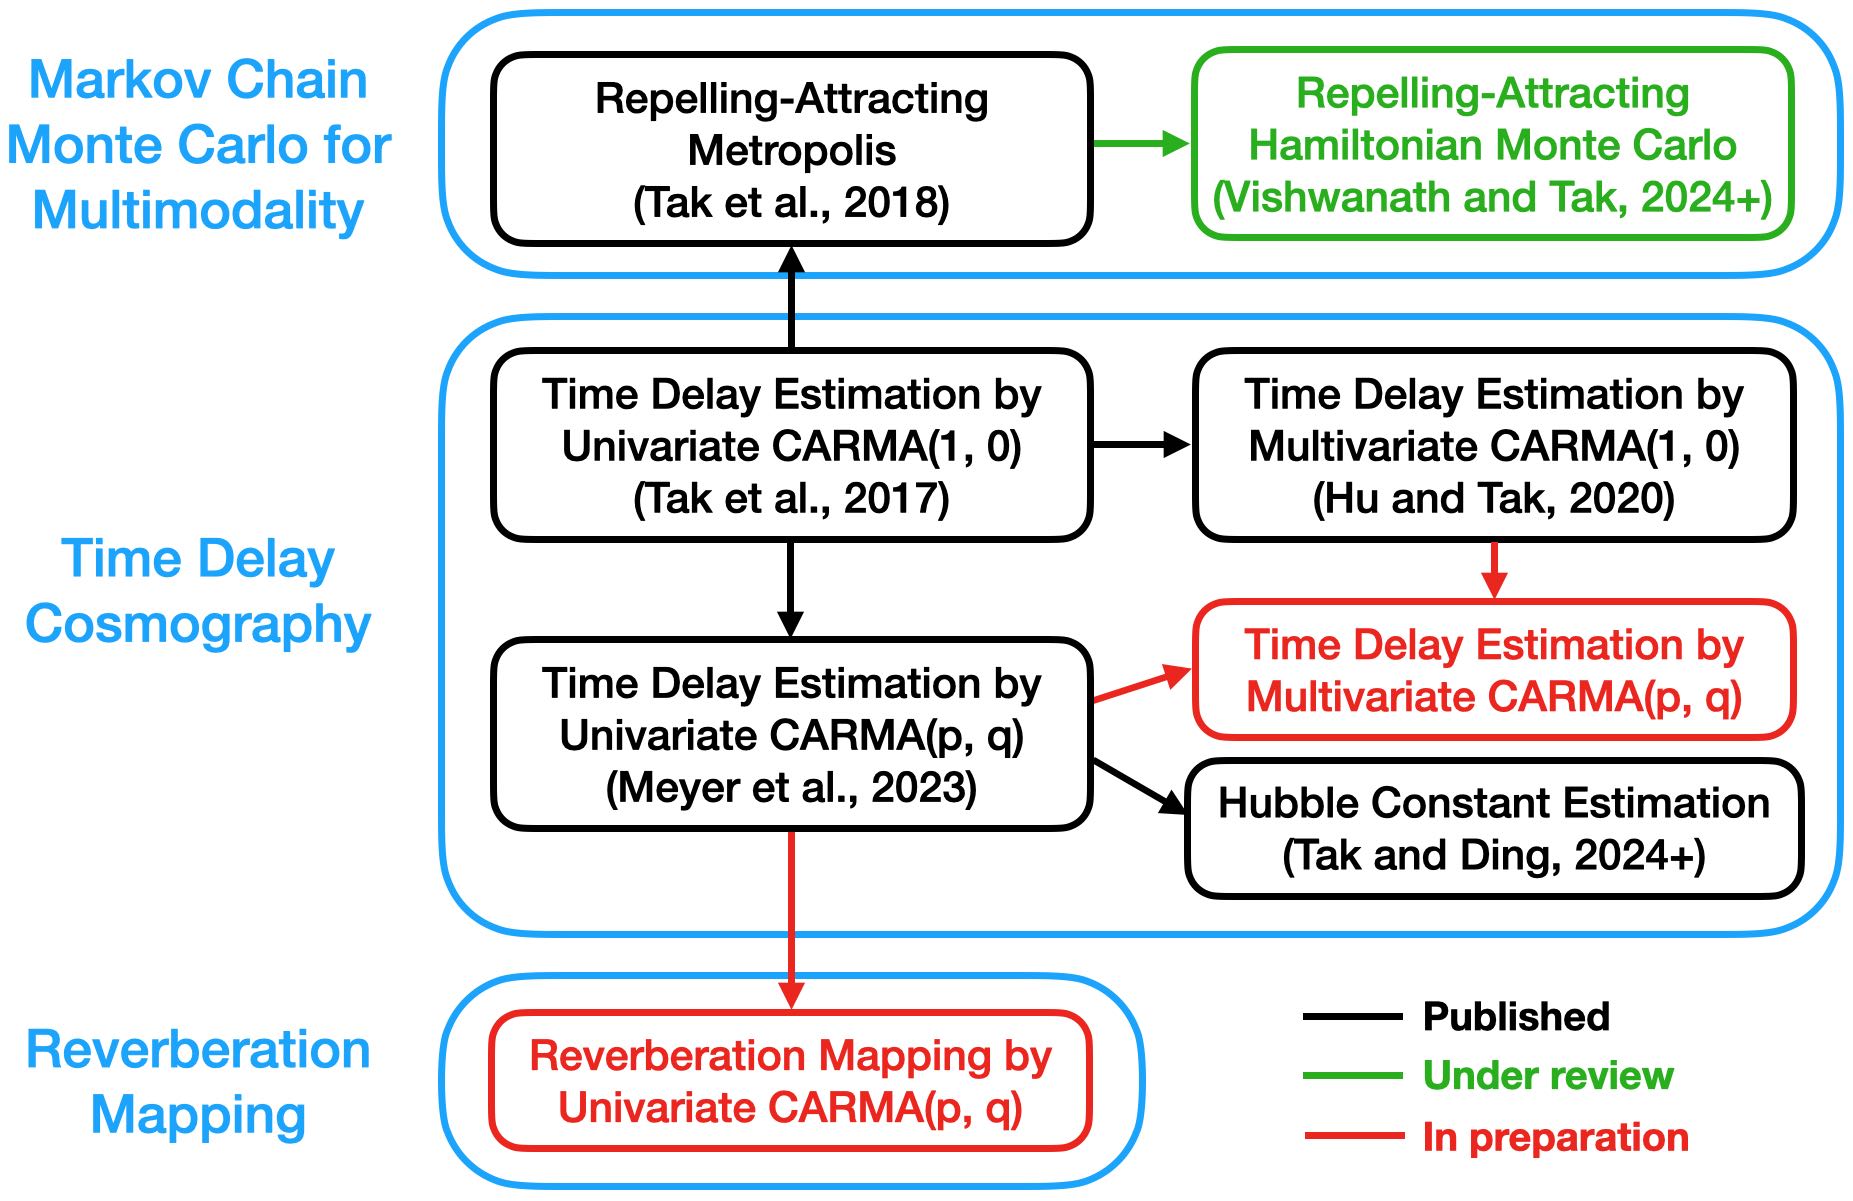 Markov Chain
Monte Carlo for
Multimodality
Repelling-Attracting
Metropolis
(Tak et al., 2018)
Repelling-Attracting
Hamiltonian Monte Carlo
(Vishwanath and Tak, 2024+)
Time Delay
Cosmography
Time Delay Estimation by
Univariate CARMA(1, 0)
(Tak et al., 2017)
Time Delay Estimation by
Multivariate CARMA(1, 0)
(Hu and Tak, 2020)
Time Delay Estimation by
Univariate CARMA(p, q)
(Meyer et al., 2023)
Time Delay Estimation by
Multivariate CARMA(p, q)
Hubble Constant Estimation
(Tak and Ding, 2024+)
Reverberation
Mapping
Reverberation Mapping by
Univariate CARMA(p, q)
Published
Under review
In preparation